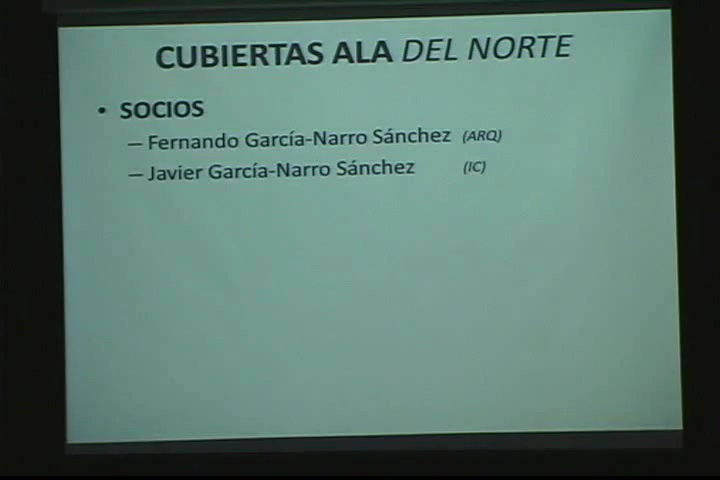 CUBIERTAS ALA DEL NORTE
• SOCIOS
– Fernando García-Narro Sánchez (ARQ)
– Javier García-Narro Sánchez (IC)